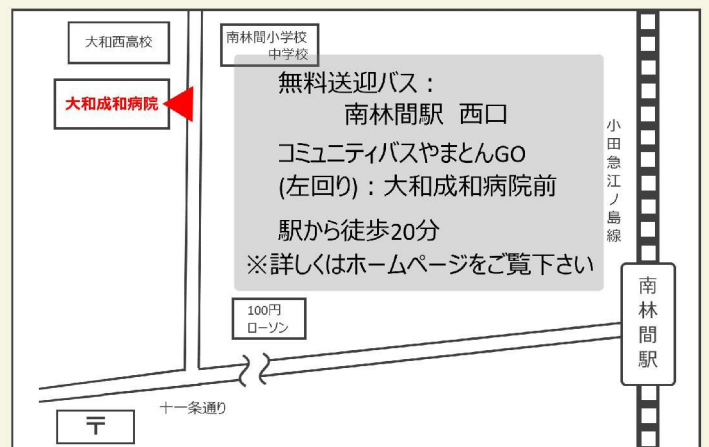 大和西高校
南林間小学校
中学校
大和成和病院
無料送迎バス：
南林間駅 西口
コミュニティバスやまとんGO
(左回り)：大和成和病院前
駅から徒歩20分
※詳しくはホームページをご覧下さい
小田急江ノ島線
南林間駅
100円
ローソン
十一条通り
〒